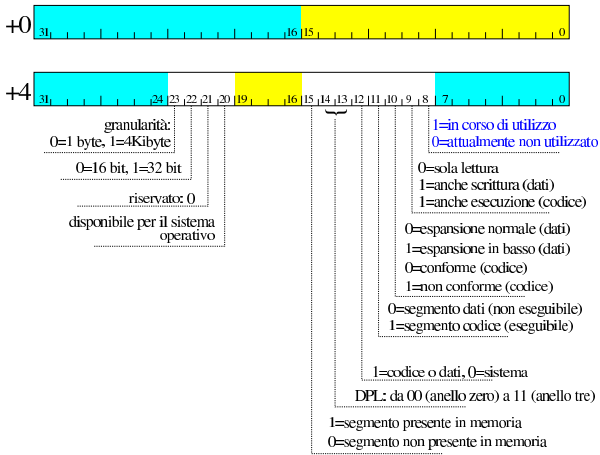 +0
31 16 15 0
+4
31 24 23 22 21 20 19 16 15 14 13 12 11 10 9 8 7 0
granularità:
0=1 byte, 1=4Kibyte
0=16 bit, 1=32 bit
riservato: 0
disponibile per il sistema
operativo
1=in corso di utilizzo
0=attualmente non utilizzato
0=sola lettura
1=anche scrittura (dati)
1=anche esecuzione (codice)
0=espansione normale (dati)
1=espansione in basso (dati)
0=conforme (codice)
1=non conforme (codice)
0=segmento dati (non eseguibile)
1=segmento codice (eseguibile)
1=codice o dati, 0=sistema
DPL: da 00 (anello zero) a 11 (anello tre)
1=segmento presente in memoria
0=segmento non presente in memoria